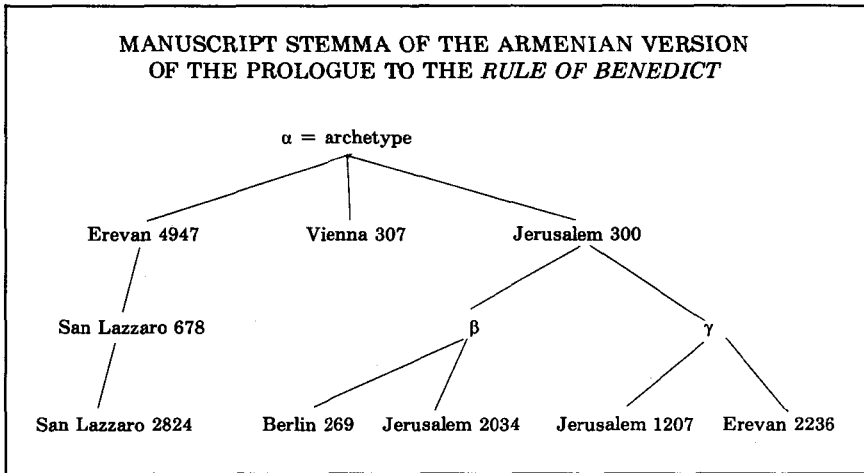 MANUSCRIPT STEMMA OF THE ARMENIAN VERSION
OF THE PROLOGUE TO THE RULE OF BENEDICT
α = archetype
Erevan 4947 Vienna 307 Jerusalem 300
San Lazzaro 678 β γ
San Lazzaro 2824 Berlin 269 Jerusalem 2034 Jerusalem 1207 Erevan 2236